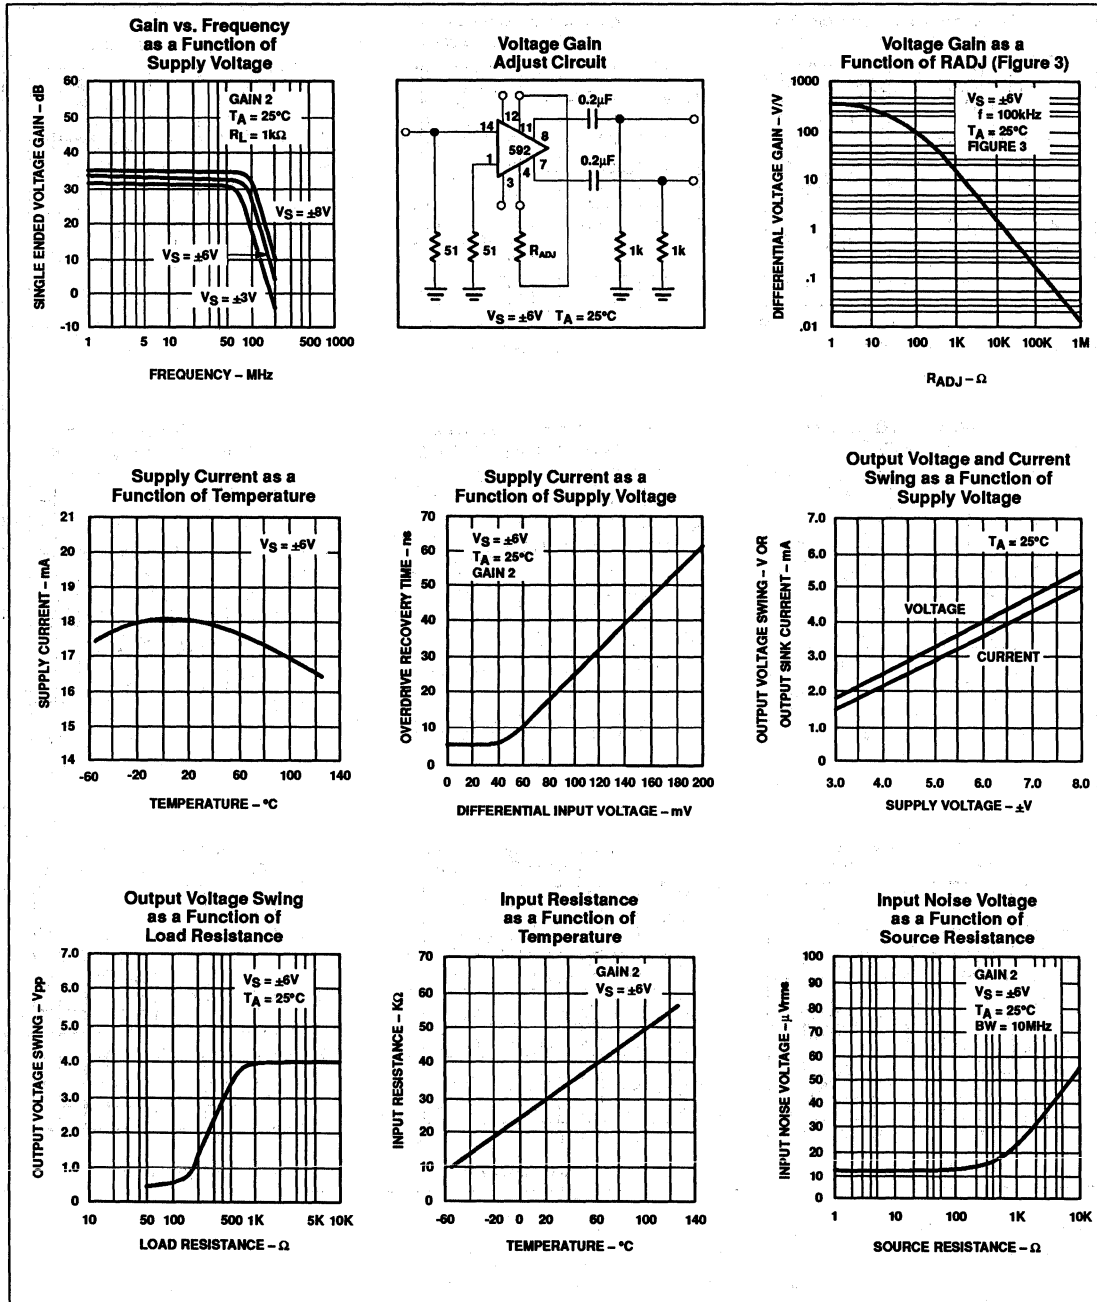 Gain vs. Frequency
as a Function of
Supply Voltage
SINGLE ENDED VOLTAGE GAIN – dB
60
50
40
30
20
10
0
-10
GAIN 2
TA = 25°C
RL = 1kΩ
VS = ±8V
VS = ±6V
VS = ±3V
1 5 10 50 100 500 1000
FREQUENCY – MHz
Voltage Gain
Adjust Circuit
14
1
12
11
592
8
7
4
3
0.2μF
0.2μF
51
51
RADJ
1k
1k
VS = ±6V TA = 25°C
Voltage Gain as a
Function of RADJ (Figure 3)
DIFFERENTIAL VOLTAGE GAIN – V/V
1000
100
10
1
.1
.01
VS = ±6V
f = 100kHz
TA = 25°C
FIGURE 3
1 10 100 1K 10K 100K 1M
RADJ – Ω
Supply Current as a
Function of Temperature
SUPPLY CURRENT – mA
21
20
19
18
17
16
15
14
VS = ±6V
-60 -20 20 60 100 140
TEMPERATURE – °C
Supply Current as a
Function of Supply Voltage
OVERDRIVE RECOVERY TIME – ns
70
60
50
40
30
20
10
0
VS = ±6V
TA = 25°C
GAIN 2
0 20 40 60 80 100 120 140 160 180 200
DIFFERENTIAL INPUT VOLTAGE – mV
Output Voltage and Current
Swing as a Function of
Supply Voltage
OUTPUT VOLTAGE SWING – V OR
OUTPUT SINK CURRENT – mA
7.0
6.0
5.0
4.0
3.0
2.0
1.0
0
TA = 25°C
VOLTAGE
CURRENT
3.0 4.0 5.0 6.0 7.0 8.0
SUPPLY VOLTAGE – ±V
Output Voltage Swing
as a Function of
Load Resistance
OUTPUT VOLTAGE SWING – Vpp
7.0
6.0
5.0
4.0
3.0
2.0
1.0
0
VS = ±6V
TA = 25°C
10 50 100 500 1K 5K 10K
LOAD RESISTANCE – Ω
Input Resistance
as a Function of
Temperature
INPUT RESISTANCE – KΩ
70
60
50
40
30
20
10
0
GAIN 2
VS = ±6V
-60 -20 0 20 60 100 140
TEMPERATURE – °C
Input Noise Voltage
as a Function of
Source Resistance
INPUT NOISE VOLTAGE – μVrms
100
90
80
70
60
50
40
30
20
10
0
GAIN 2
VS = ±6V
TA = 25°C
BW = 10MHz
1 10 100 1K 10K
SOURCE RESISTANCE – Ω